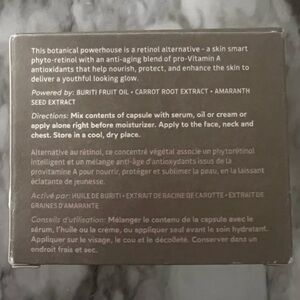 This botanical powerhouse is a retinol alternative - a skin smart
phyto-retinol with an anti-aging blend of pro-Vitamin A
antioxidants that help nourish, protect, and enhance the skin to
deliver a youthful looking glow.
Powered by: BURITI FRUIT OIL • CARROT ROOT EXTRACT • AMARANTH
SEED EXTRACT
Directions: Mix contents of capsule with serum, oil or cream or
apply alone right before moisturizer. Apply to the face, neck and
chest. Store in a cool, dry place.
Alternative au rétinol, ce concentré végétal associe un phytorétinol
intelligent et un mélange anti-âge d'antioxydants issus de la
provitamine A pour nourrir, protéger et sublimer la peau, en la laissant
éclatante de jeunesse.
Activé par: HUILE DE BURITI • EXTRAIT DE RACINE DE CAROTTE • EXTRAIT DE
GRAINES D'AMARANTE
Conseils d'utilisation: Mélanger le contenu de la capsule avec le
sérum, l'huile ou la crème, ou appliquer seul avant le soin hydratant.
Appliquer sur le visage, le cou et le décolleté. Conserver dans un
endroit frais et sec.